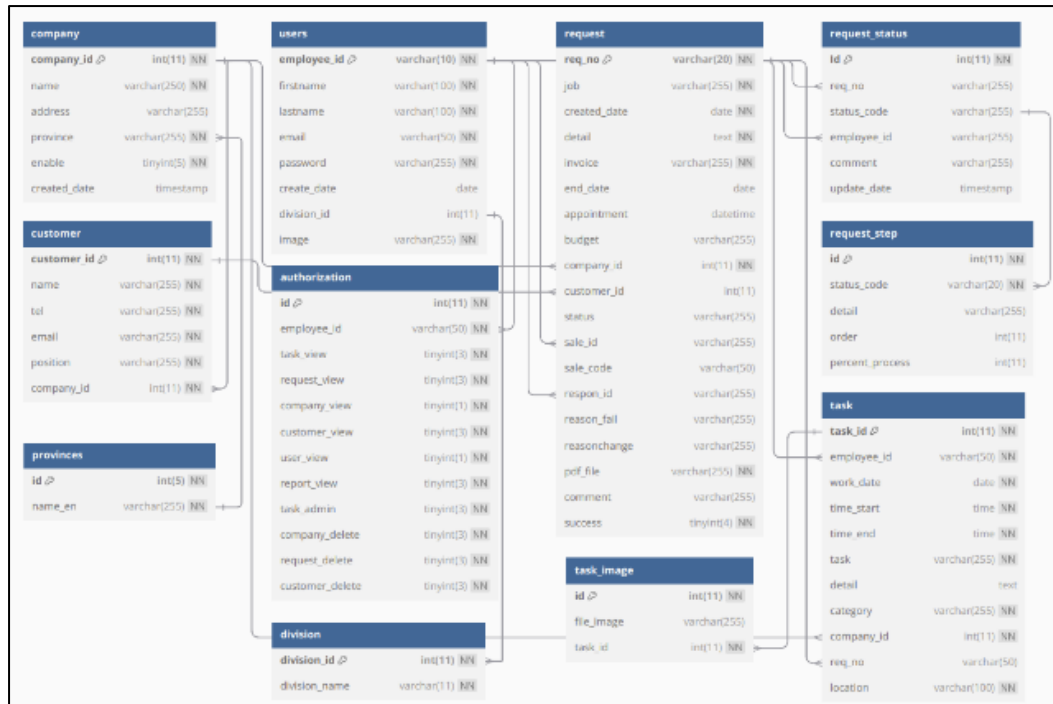 company
company_id int(11) NN
name varchar(250) NN
address varchar(255)
province varchar(255) NN
enable tinyint(5) NN
created_date timestamp
customer
customer_id int(11) NN
name varchar(255) NN
tel varchar(255) NN
email varchar(255) NN
position varchar(255) NN
company_id int(11) NN
provinces
id int(5) NN
name_en varchar(255) NN
users
employee_id varchar(10) NN
firstname varchar(100) NN
lastname varchar(100) NN
email varchar(50) NN
password varchar(255) NN
create_date date
division_id int(11)
image varchar(255) NN
authorization
id int(11) NN
employee_id varchar(50) NN
task_view tinyint(3) NN
request_view tinyint(3) NN
company_view tinyint(1) NN
customer_view tinyint(3) NN
user_view tinyint(1) NN
report_view tinyint(3) NN
task_admin tinyint(3) NN
company_delete tinyint(3) NN
request_delete tinyint(3) NN
customer_delete tinyint(3) NN
division
division_id int(11) NN
division_name varchar(11) NN
request
req_no varchar(20) NN
job varchar(255) NN
created_date date NN
detail text NN
invoice varchar(255) NN
end_date date
appointment datetime
budget varchar(255)
company_id int(11) NN
customer_id int(11)
status varchar(255)
sale_id varchar(255)
sale_code varchar(50)
respon_id varchar(255)
reason_fail varchar(255)
reasonchange varchar(255)
pdf_file varchar(255) NN
comment varchar(255)
success tinyint(4) NN
task_image
id int(11) NN
file_image varchar(255)
task_id int(11) NN
request_status
id int(11) NN
req_no varchar(255)
status_code varchar(255)
employee_id varchar(255)
comment varchar(255)
update_date timestamp
request_step
id int(11) NN
status_code varchar(20) NN
detail varchar(255)
order int(11)
percent_process int(11)
task
task_id int(11) NN
employee_id varchar(50) NN
work_date date NN
time_start time NN
time_end time NN
task varchar(255) NN
detail text
category varchar(255) NN
company_id int(11) NN
req_no varchar(50)
location varchar(100) NN